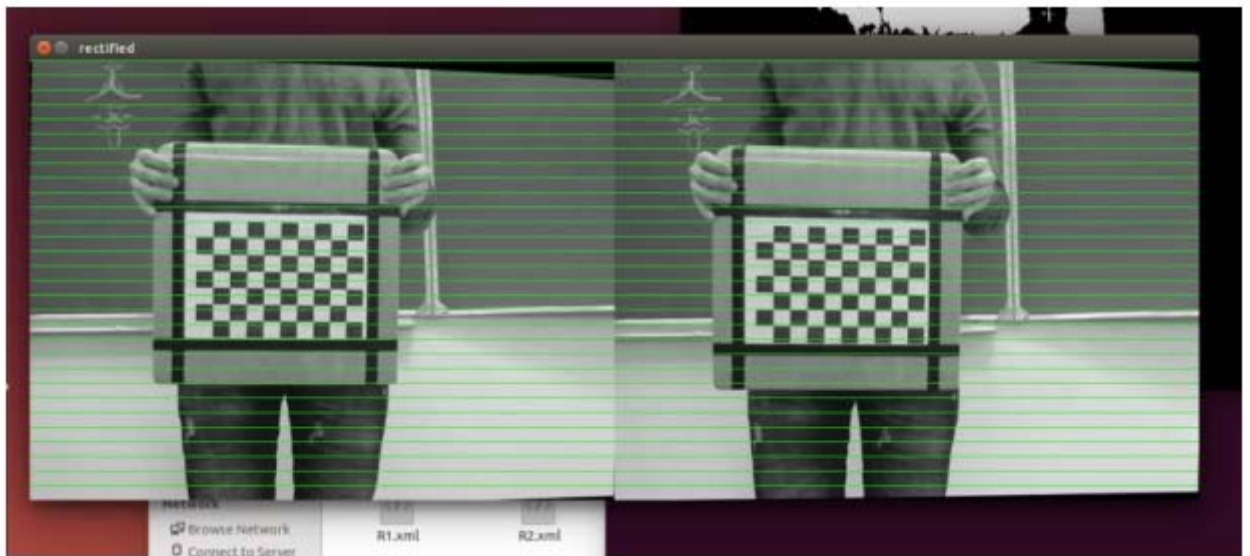 rectified
Network
Browse Network
Connect to Server
R1.xml
R2.xml